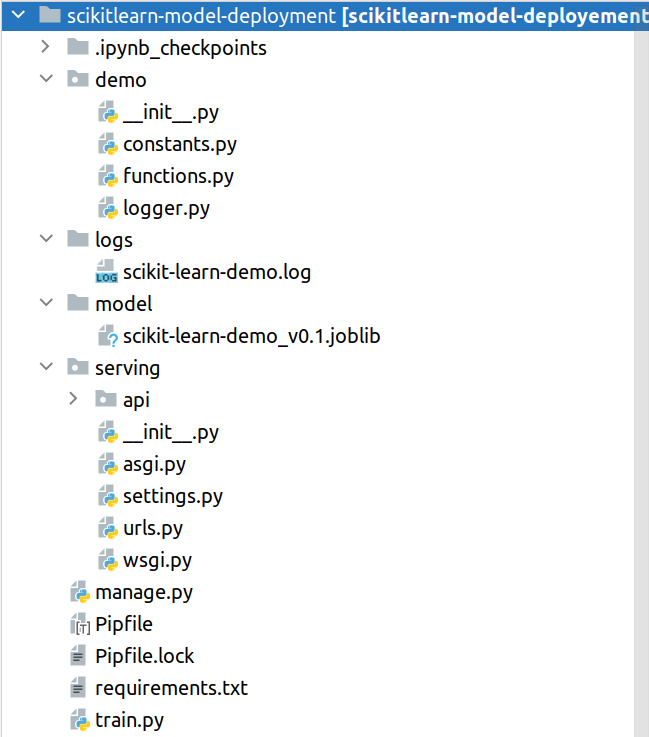 scikitlearn-model-deployment [scikitlearn-model-deployement
.ipynb_checkpoints
demo
__init__.py
constants.py
functions.py
logger.py
logs
LOG scikit-learn-demo.log
model
? scikit-learn-demo_v0.1.joblib
serving
api
__init__.py
asgi.py
settings.py
urls.py
wsgi.py
manage.py
[T] Pipfile
Pipfile.lock
requirements.txt
train.py